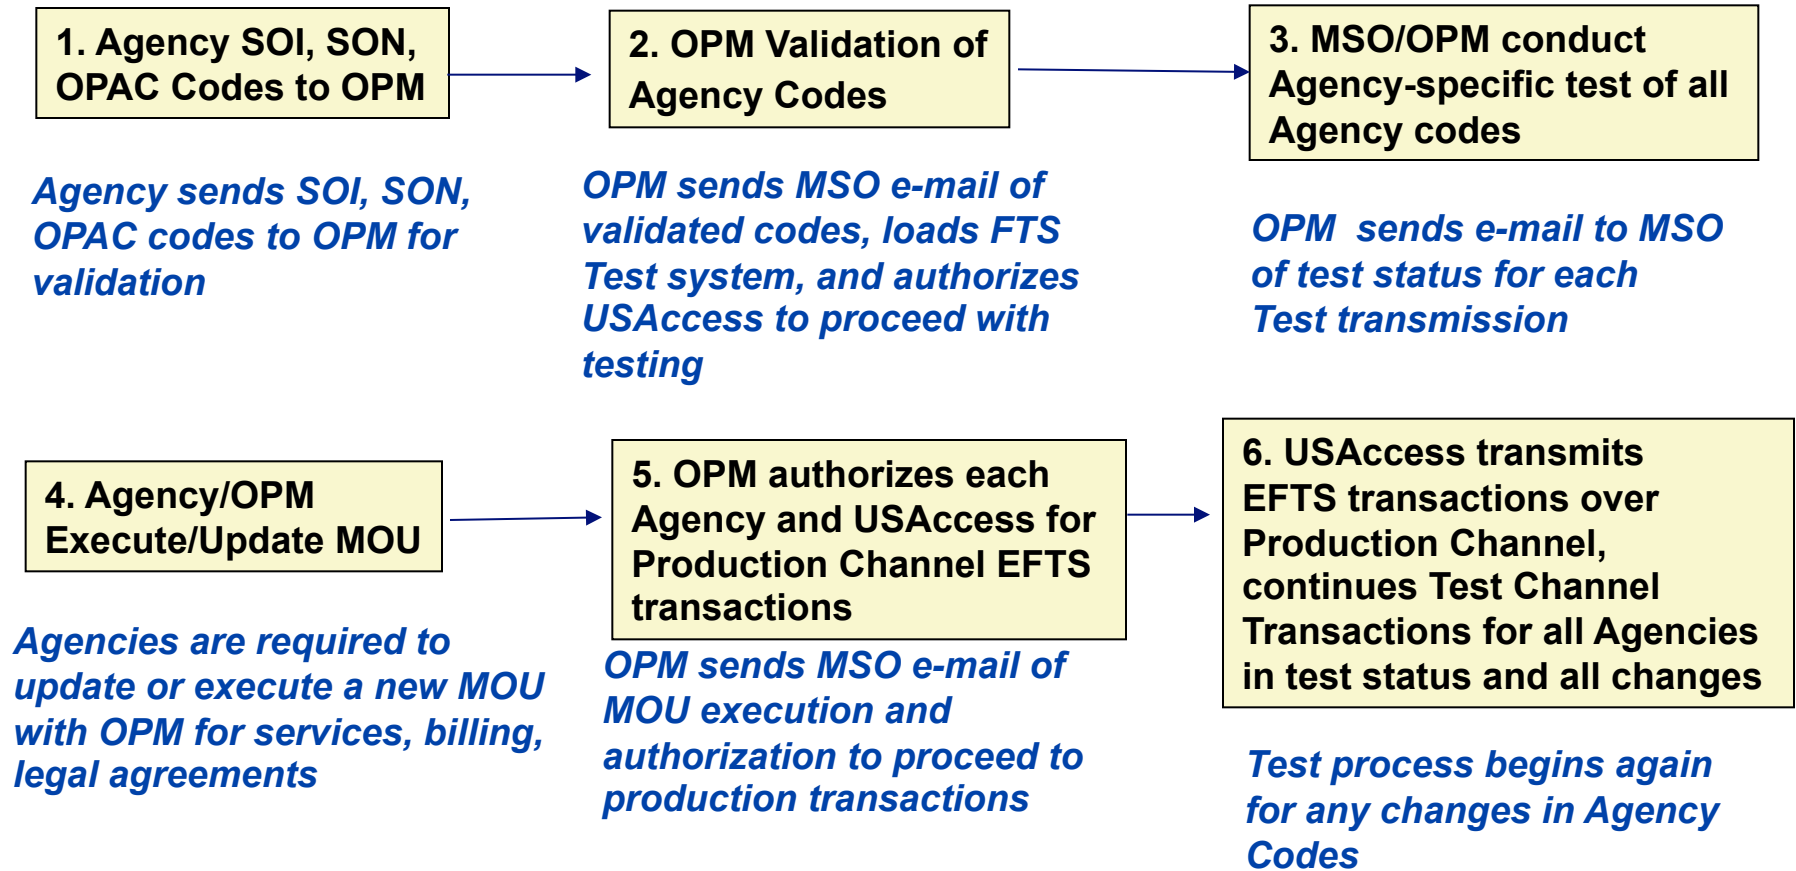 1. Agency SOI, SON,
OPAC Codes to OPM
2. OPM Validation of
Agency Codes
3. MSO/OPM conduct
Agency-specific test of all
Agency codes
Agency sends SOI, SON,
OPAC codes to OPM for
validation
OPM sends MSO e-mail of
validated codes, loads FTS
Test system, and authorizes
USAccess to proceed with
testing
OPM  sends e-mail to MSO
of test status for each
Test transmission
4. Agency/OPM
Execute/Update MOU
5. OPM authorizes each
Agency and USAccess for
Production Channel EFTS
transactions
6. USAccess transmits
EFTS transactions over
Production Channel,
continues Test Channel
Transactions for all Agencies
in test status and all changes
Agencies are required to
update or execute a new MOU
with OPM for services, billing,
legal agreements
OPM sends MSO e-mail of
MOU execution and
authorization to proceed to
production transactions
Test process begins again
for any changes in Agency
Codes